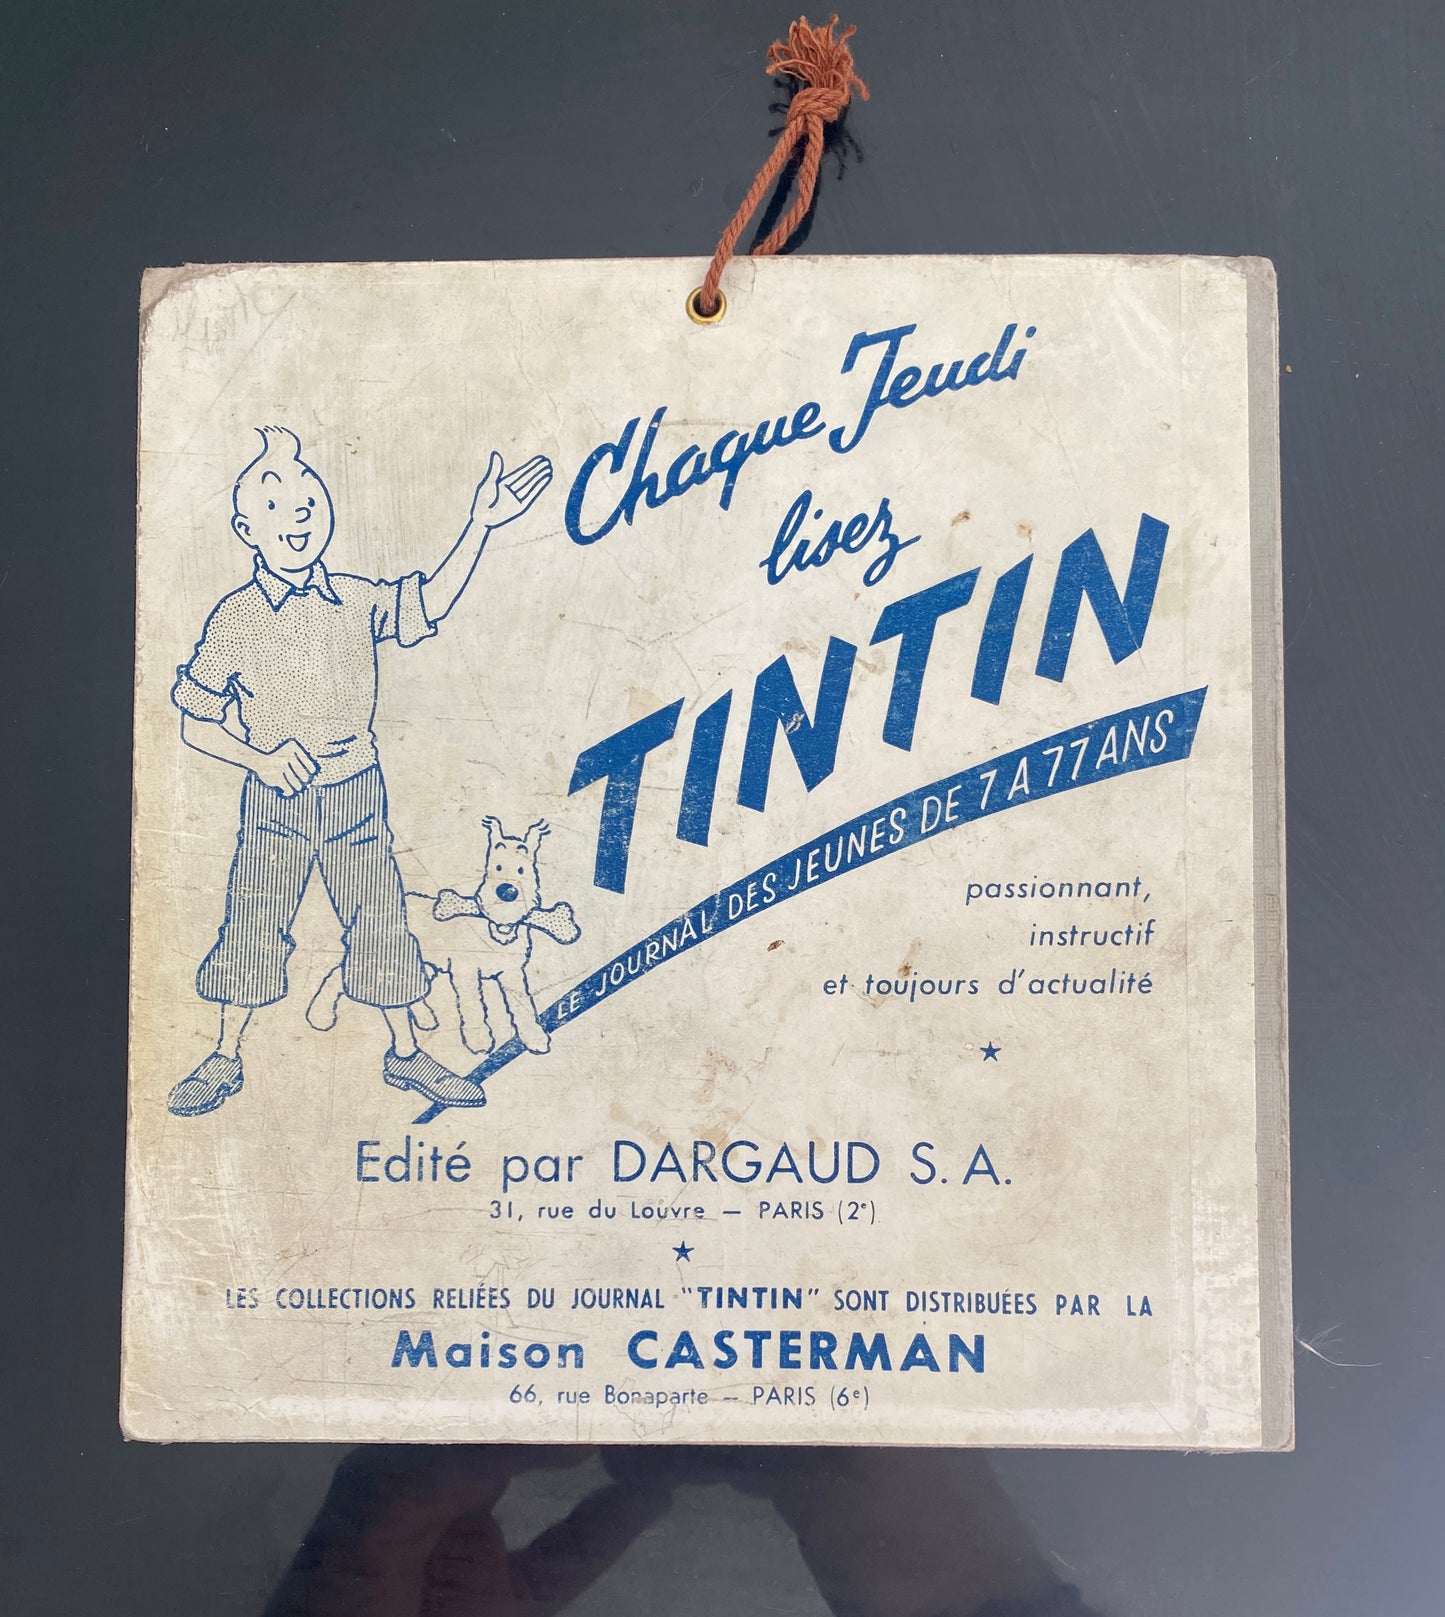 Chaque Jeudi
lisez
TINTIN
LE JOURNAL DES JEUNES DE 7 A 77 ANS
passionnant,
instructif
et toujours d'actualité
★
Edité par DARGAUD S. A.
31, rue du Louvre — PARIS (2e)
★
LES COLLECTIONS RELIÉES DU JOURNAL "TINTIN" SONT DISTRIBUÉES PAR LA
Maison CASTERMAN
66, rue Bonaparte — PARIS (6e)